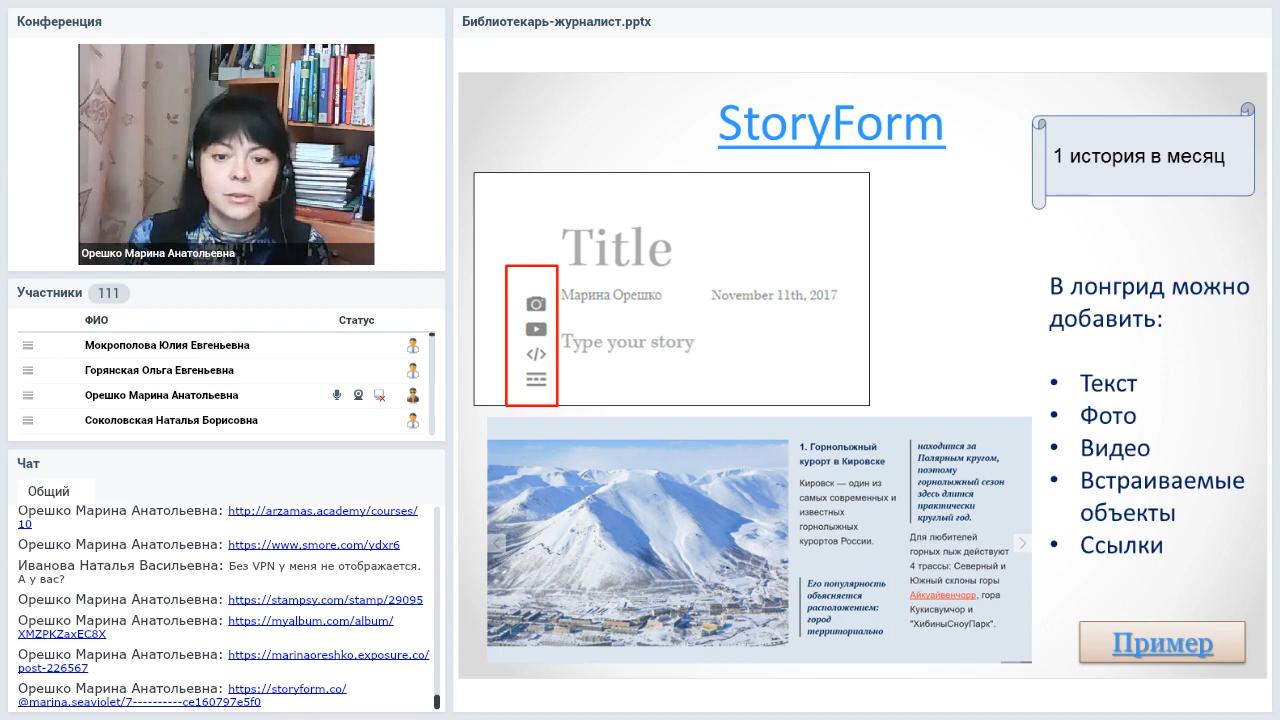 Конференция
Орешко Марина Анатольевна
Участники 111
ФИО Статус
Мокрополова Юлия Евгеньевна
Горянская Ольга Евгеньевна
Орешко Марина Анатольевна
Соколовская Наталья Борисовна
Чат
Общий
Орешко Марина Анатольевна: http://arzamas.academy/courses/
10
Орешко Марина Анатольевна: https://www.smore.com/ydxr6
Иванова Наталья Васильевна: Без VPN у меня не отображается.
А у вас?
Орешко Марина Анатольевна: https://stampsy.com/stamp/29095
Орешко Марина Анатольевна: https://myalbum.com/album/
XMZPKZaxEC8X
Орешко Марина Анатольевна: https://marinaoreshko.exposure.co/
post-226567
Орешко Марина Анатольевна: https://storyform.co/
@marina.seaviolet/7----------ce160797e5f0
Библиотекарь-журналист.pptx
StoryForm
1 история в месяц
Title
Марина Орешко November 11th, 2017
Type your story
1. Горнолыжный
курорт в Кировске
Кировск — один из
самых современных и
известных
горнолыжных
курортов России.
Его популярность
объясняется
расположением:
город
территориально
находится за
Полярным кругом,
поэтому
горнолыжный сезон
здесь длится
практически
круглый год.
Для любителей
горных лыж действуют
4 трассы: Северный и
Южный склоны горы
Айкуайвенчорр, гора
Кукисвумчор и
"ХибиныСноуПарк".
В лонгрид можно
добавить:
• Текст
• Фото
• Видео
• Встраиваемые
объекты
• Ссылки
Пример